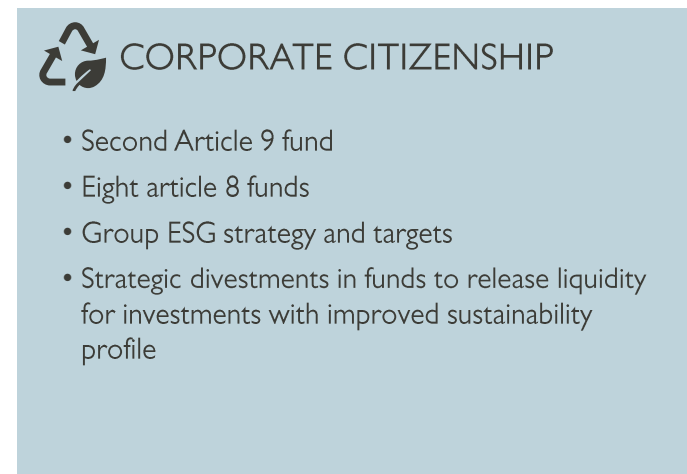 CORPORATE CITIZENSHIP
• Second Article 9 fund
• Eight article 8 funds
• Group ESG strategy and targets
• Strategic divestments in funds to release liquidity
for investments with improved sustainability
profile